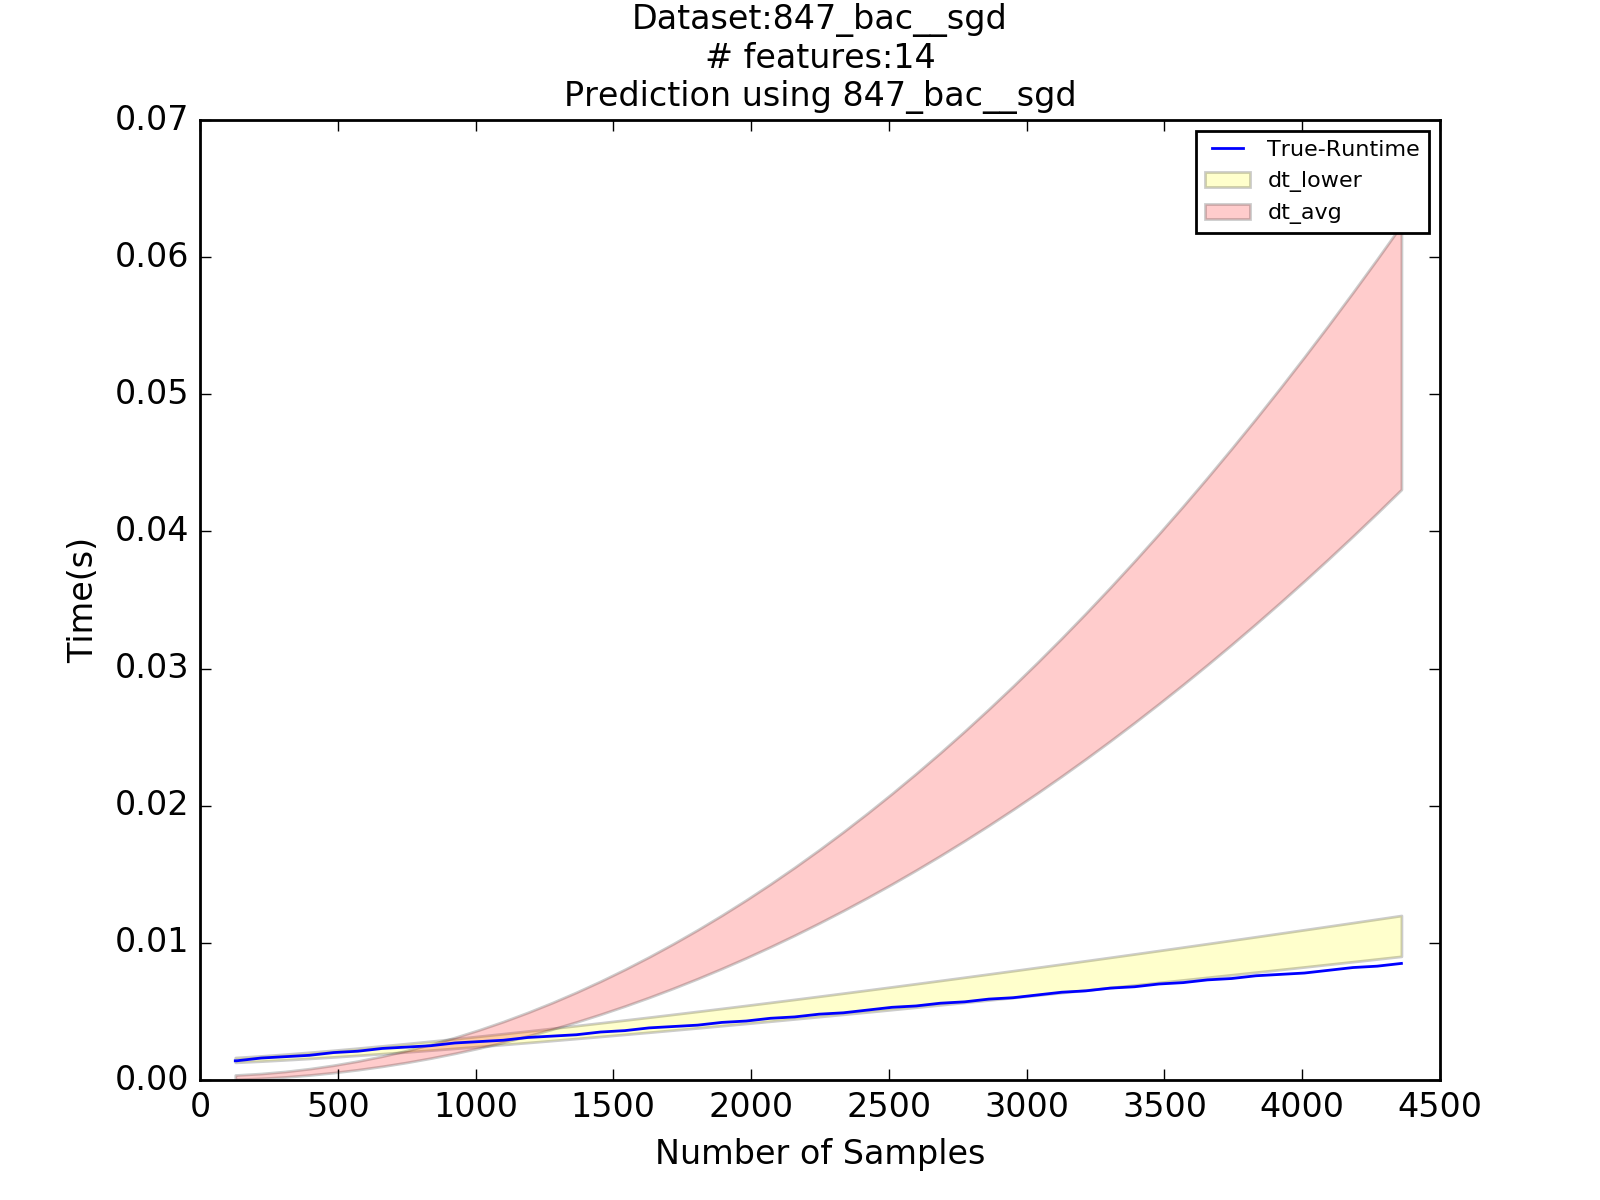 Dataset:847_bac__sgd
# features:14
Prediction using 847_bac__sgd
0.07
0.06
0.05
0.04
0.03
0.02
0.01
0.00
Time(s)
True-Runtime
dt_lower
dt_avg
0 500 1000 1500 2000 2500 3000 3500 4000 4500
Number of Samples